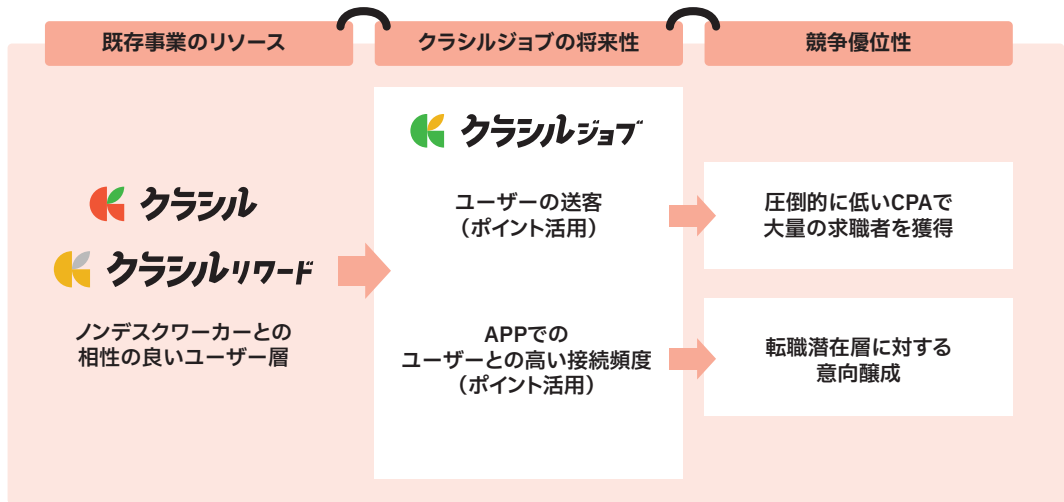 既存事業のリソース
クラシルジョブの将来性
競争優位性
クラシル
クラシルリワード
ノンデスクワーカーとの
相性の良いユーザー層
クラシルジョブ
ユーザーの送客
（ポイント活用）
APPでの
ユーザーとの高い接続頻度
（ポイント活用）
圧倒的に低いCPAで
大量の求職者を獲得
転職潜在層に対する
意向醸成